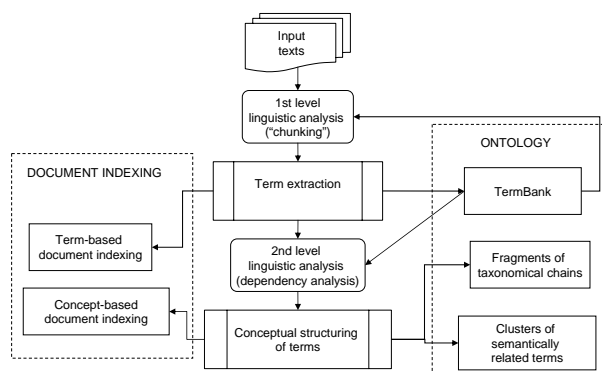 Input
texts
1st level
linguistic analysis
(“chunking”)
ONTOLOGY
DOCUMENT INDEXING
Term extraction
TermBank
Term-based
document indexing
2nd level
linguistic analysis
(dependency analysis)
Fragments of
taxonomical chains
Concept-based
document indexing
Conceptual structuring
of terms
Clusters of
semantically
related terms